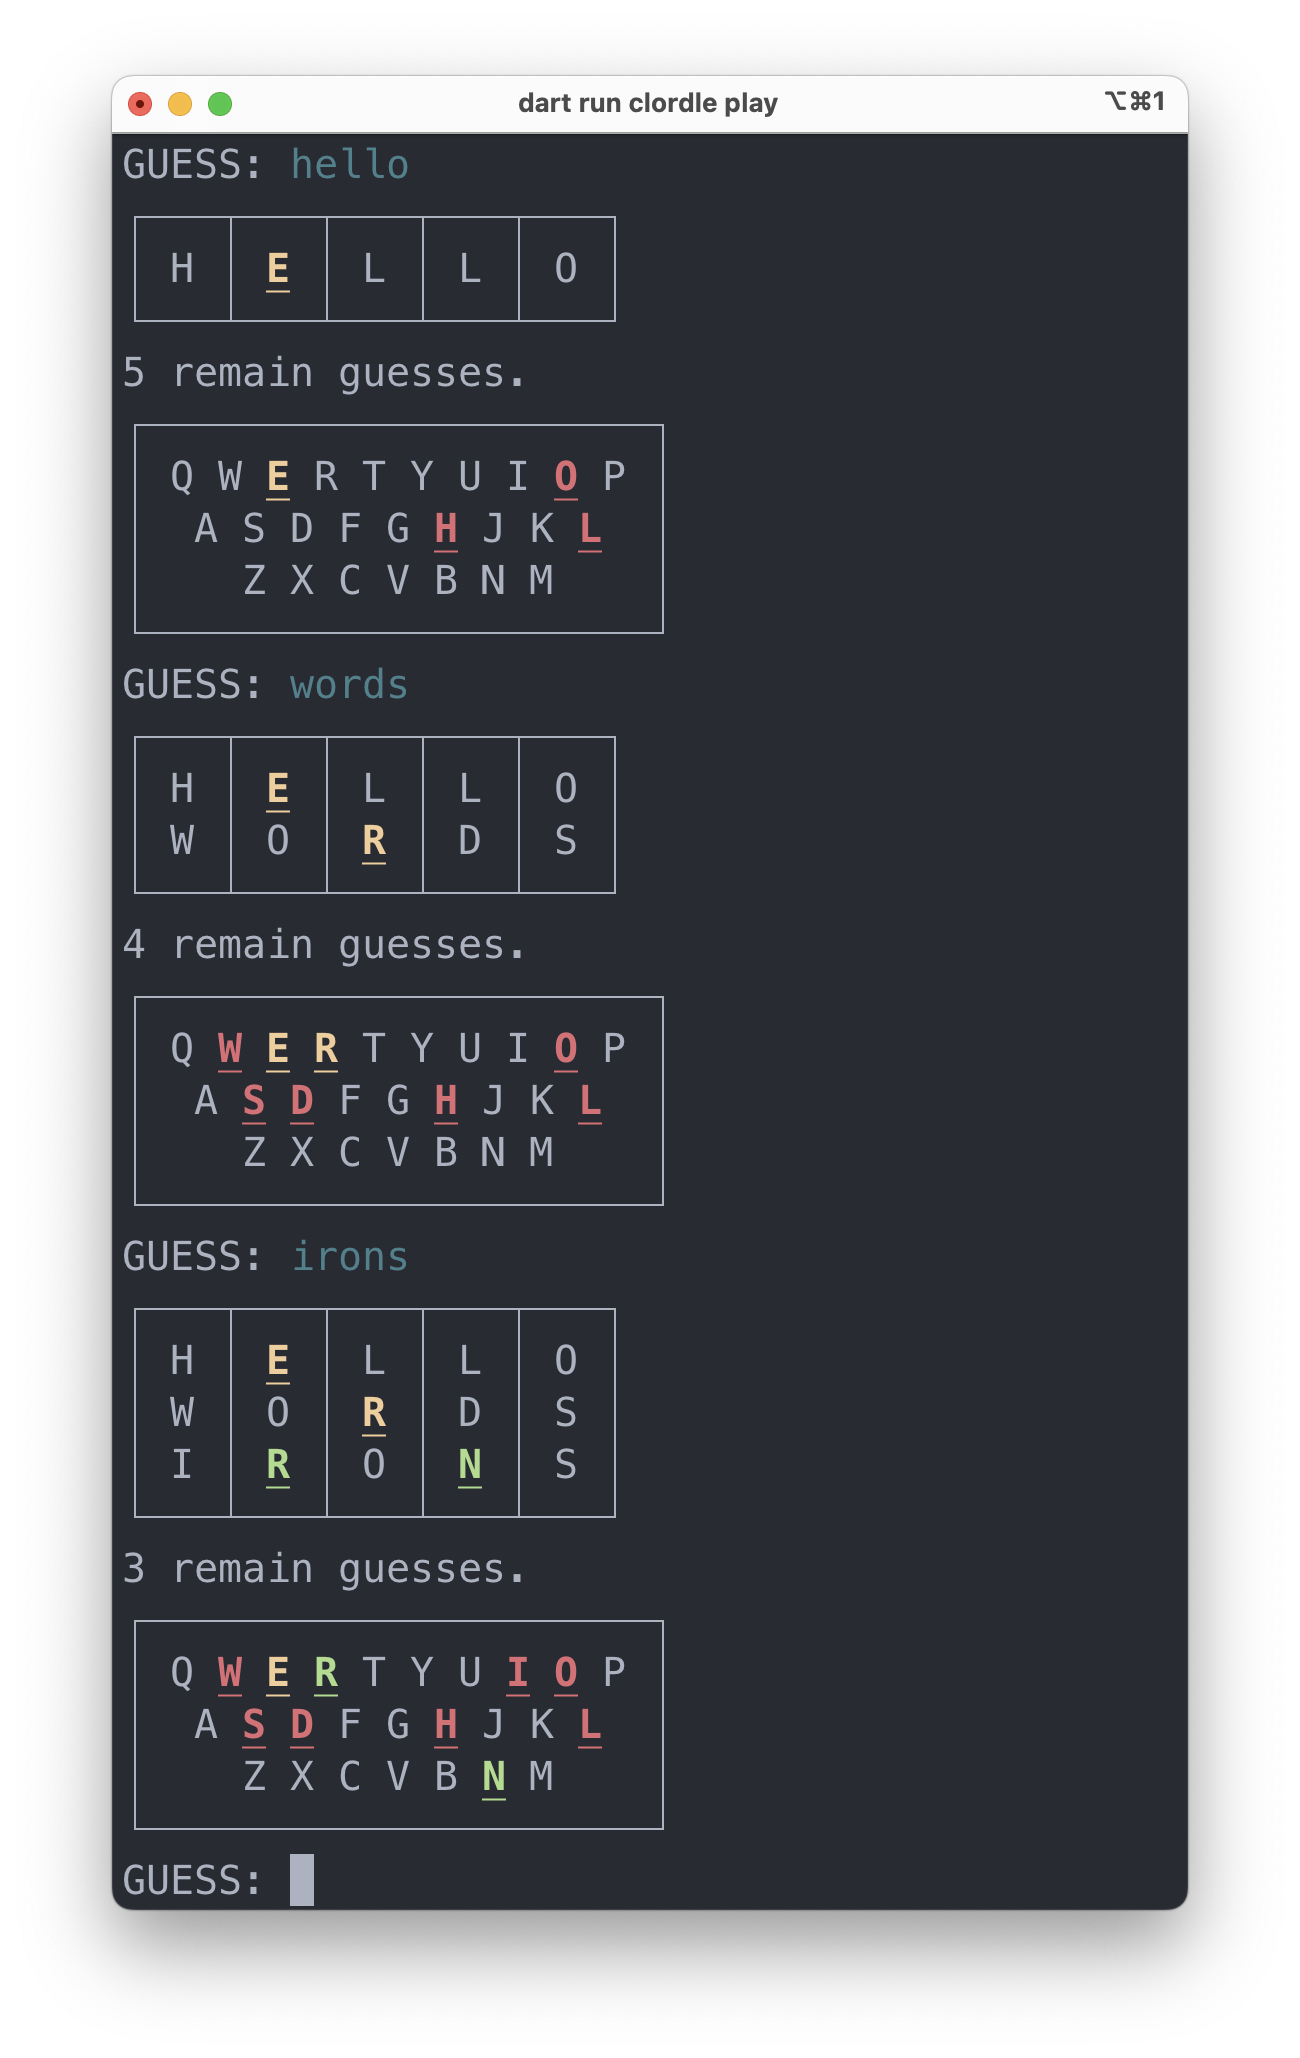 dart run clordle play ⌥⌘1
GUESS: hello
H E L L O
5 remain guesses.
Q W E R T Y U I O P
A S D F G H J K L
Z X C V B N M
GUESS: words
H E L L O
W O R D S
4 remain guesses.
Q W E R T Y U I O P
A S D F G H J K L
Z X C V B N M
GUESS: irons
H E L L O
W O R D S
I R O N S
3 remain guesses.
Q W E R T Y U I O P
A S D F G H J K L
Z X C V B N M
GUESS: